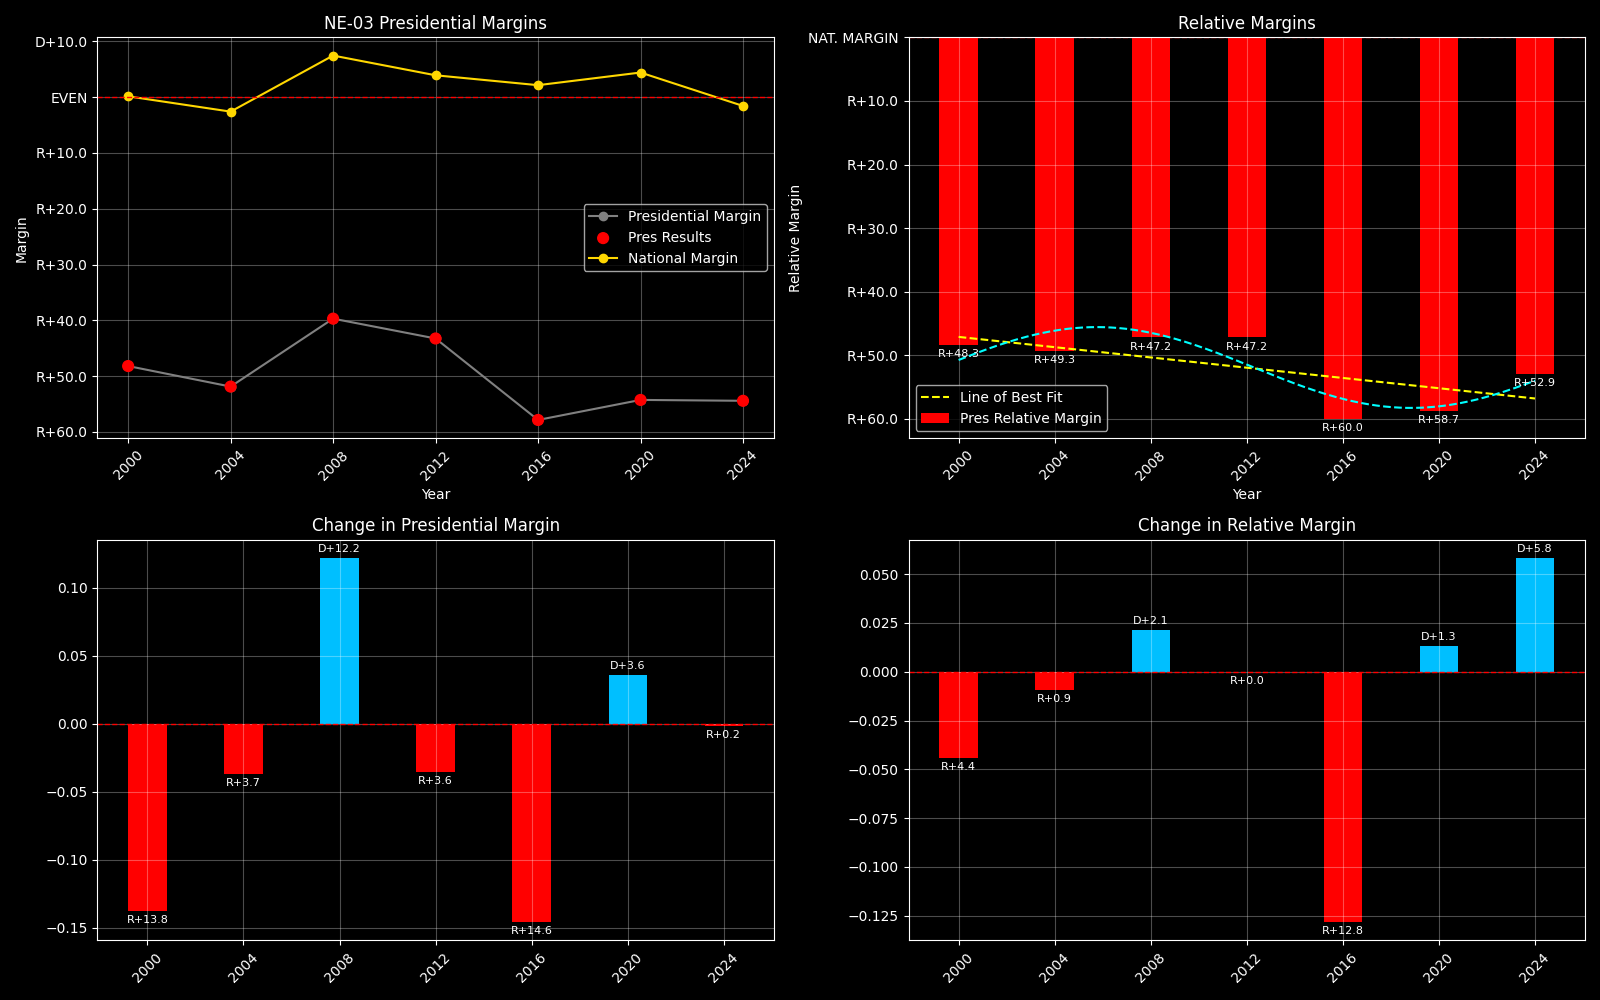 NE-03 Presidential Margins
D+10.0
EVEN
R+10.0
R+20.0
R+30.0
R+40.0
R+50.0
R+60.0
Margin
Presidential Margin
Pres Results
National Margin
2000
2004
2008
2012
2016
2020
2024
Year
Relative Margins
NAT. MARGIN
R+10.0
R+20.0
R+30.0
R+40.0
R+50.0
R+60.0
Relative Margin
R+48.3
R+49.3
R+47.2
R+47.2
R+60.0
R+58.7
R+52.9
Line of Best Fit
Pres Relative Margin
2000
2004
2008
2012
2016
2020
2024
Year
Change in Presidential Margin
0.10
0.05
0.00
−0.05
−0.10
−0.15
R+13.8
R+3.7
D+12.2
R+3.6
R+14.6
D+3.6
R+0.2
2000
2004
2008
2012
2016
2020
2024
Change in Relative Margin
0.050
0.025
0.000
−0.025
−0.050
−0.075
−0.100
−0.125
R+4.4
R+0.9
D+2.1
R+0.0
R+12.8
D+1.3
D+5.8
2000
2004
2008
2012
2016
2020
2024